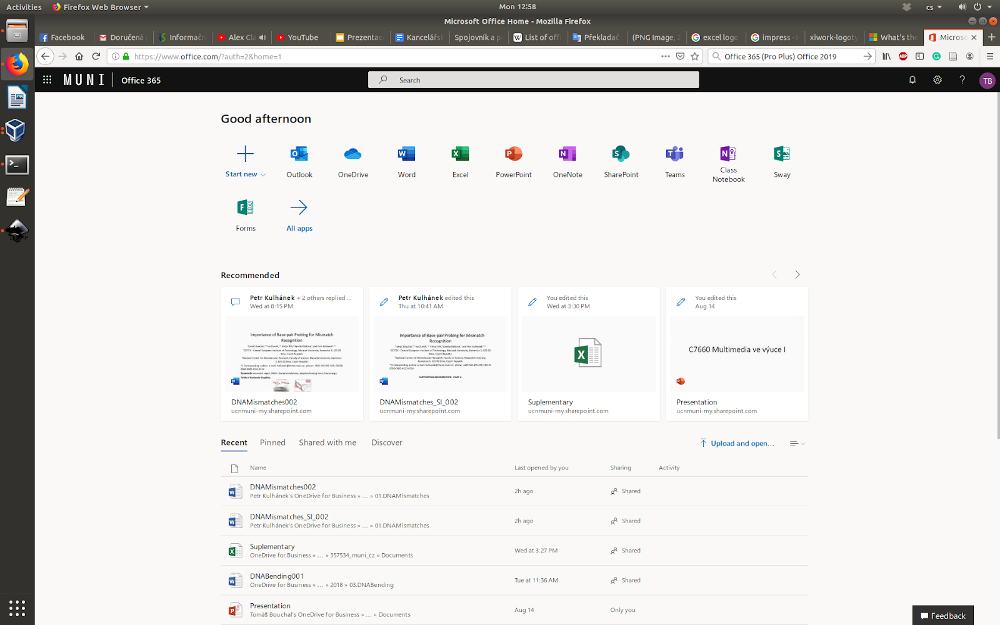 Activities
Firefox Web Browser
Mon 12:58
cs
Microsoft Office Home - Mozilla Firefox
Facebook
Doručená
Informačn
Alex Cla
YouTube
Prezentac
Kancelářsk
Spojovník a p
List of offi
Překladač
(PNG Image, 2
excel logo
impress - H
xiwork-logoty
What's the
Microso
https://www.office.com/?auth=2&home=1
Office 365 (Pro Plus) Office 2019
MUNI
Office 365
Search
TB
Good afternoon
Start new
Outlook
OneDrive
Word
Excel
PowerPoint
OneNote
SharePoint
Teams
Class
Notebook
Sway
Forms
All apps
Recommended
Petr Kulhánek + 2 others replied ...
Wed at 8:15 PM
Importance of Base-pair Probing for Mismatch
Recognition
Table of Contents Graphics
DNAMismatches002
ucnmuni-my.sharepoint.com
Petr Kulhánek edited this
Thu at 10:41 AM
Importance of Base-pair Probing for Mismatch
Recognition
SUPPORTING INFORMATION - PART A
DNAMismatches_SI_002
ucnmuni-my.sharepoint.com
You edited this
Wed at 3:30 PM
Suplementary
ucnmuni-my.sharepoint.com
You edited this
Aug 14
C7660 Multimedia ve výuce I
Presentation
ucnmuni-my.sharepoint.com
Recent
Pinned
Shared with me
Discover
Upload and open...
Name
Last opened by you
Sharing
Activity
DNAMismatches002
Petr Kulhánek's OneDrive for Business » ... » 01.DNAMismatches
2h ago
Shared
DNAMismatches_SI_002
Petr Kulhánek's OneDrive for Business » ... » 01.DNAMismatches
2h ago
Shared
Suplementary
OneDrive for Business » ... » 357534_muni_cz » Documents
Wed at 3:27 PM
Shared
DNABending001
OneDrive for Business » ... » 2018 » 03.DNABending
Tue at 11:36 AM
Shared
Presentation
Tomáš Bouchal's OneDrive for Business » ... » Documents
Aug 14
Only you
Feedback